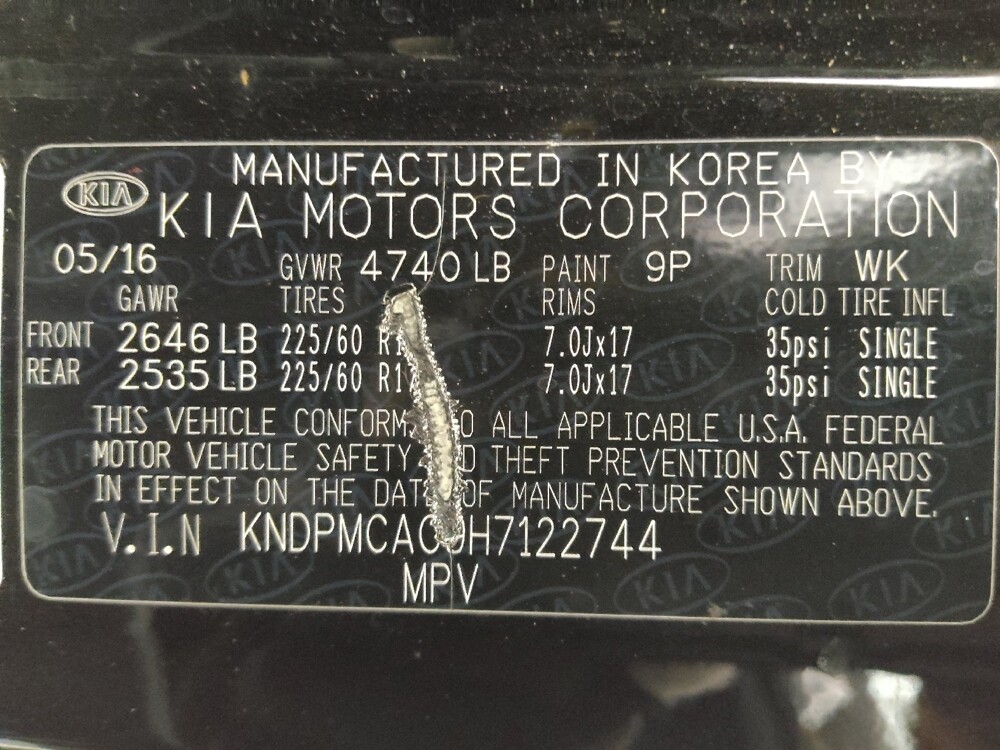 MANUFACTURED IN KOREA BY
KIA KIA MOTORS CORPORATION
05/16 GVWR 4740 LB PAINT 9P TRIM WK
GAWR TIRES RIMS COLD TIRE INFL
FRONT 2646 LB 225/60 7.0Jx17 35psi SINGLE
REAR 2535 LB 225/60 7.0Jx17 35psi SINGLE
THIS VEHICLE ALL APPLICABLE U.S.A. FEDERAL
MOTOR VEHICLE SAFETY THEFT PREVENTION STANDARDS
IN EFFECT ON THE DATE OF MANUFACTURE SHOWN ABOVE.
V.I.N
MPV